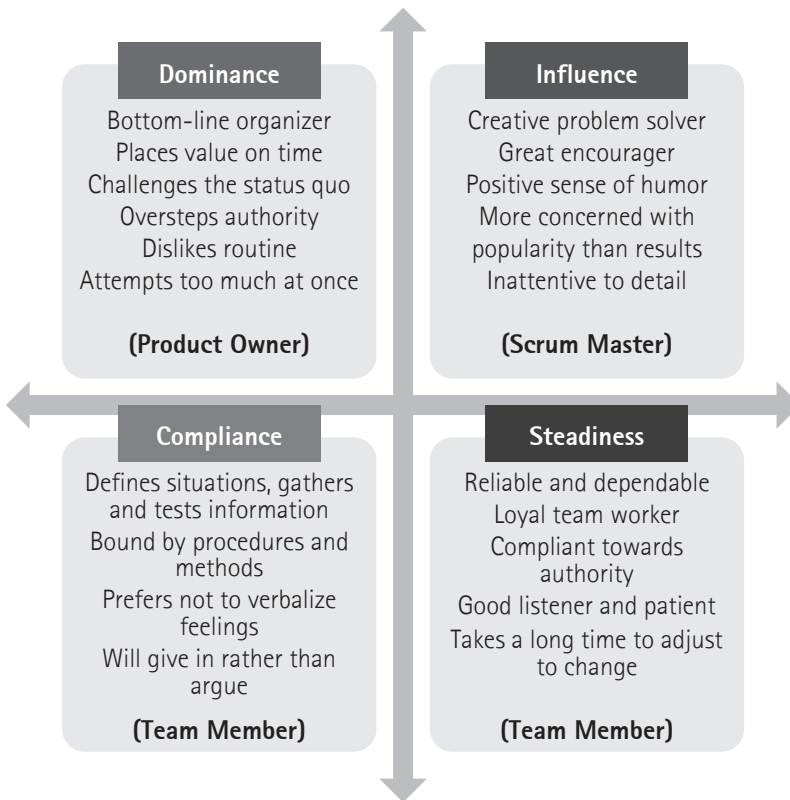 Dominance
Bottom-line organizer
Places value on time
Challenges the status quo
Oversteps authority
Dislikes routine
Attempts too much at once
(Product Owner)
Influence
Creative problem solver
Great encourager
Positive sense of humor
More concerned with
popularity than results
Inattentive to detail
(Scrum Master)
Compliance
Defines situations, gathers
and tests information
Bound by procedures and
methods
Prefers not to verbalize
feelings
Will give in rather than
argue
(Team Member)
Steadiness
Reliable and dependable
Loyal team worker
Compliant towards
authority
Good listener and patient
Takes a long time to adjust
to change
(Team Member)